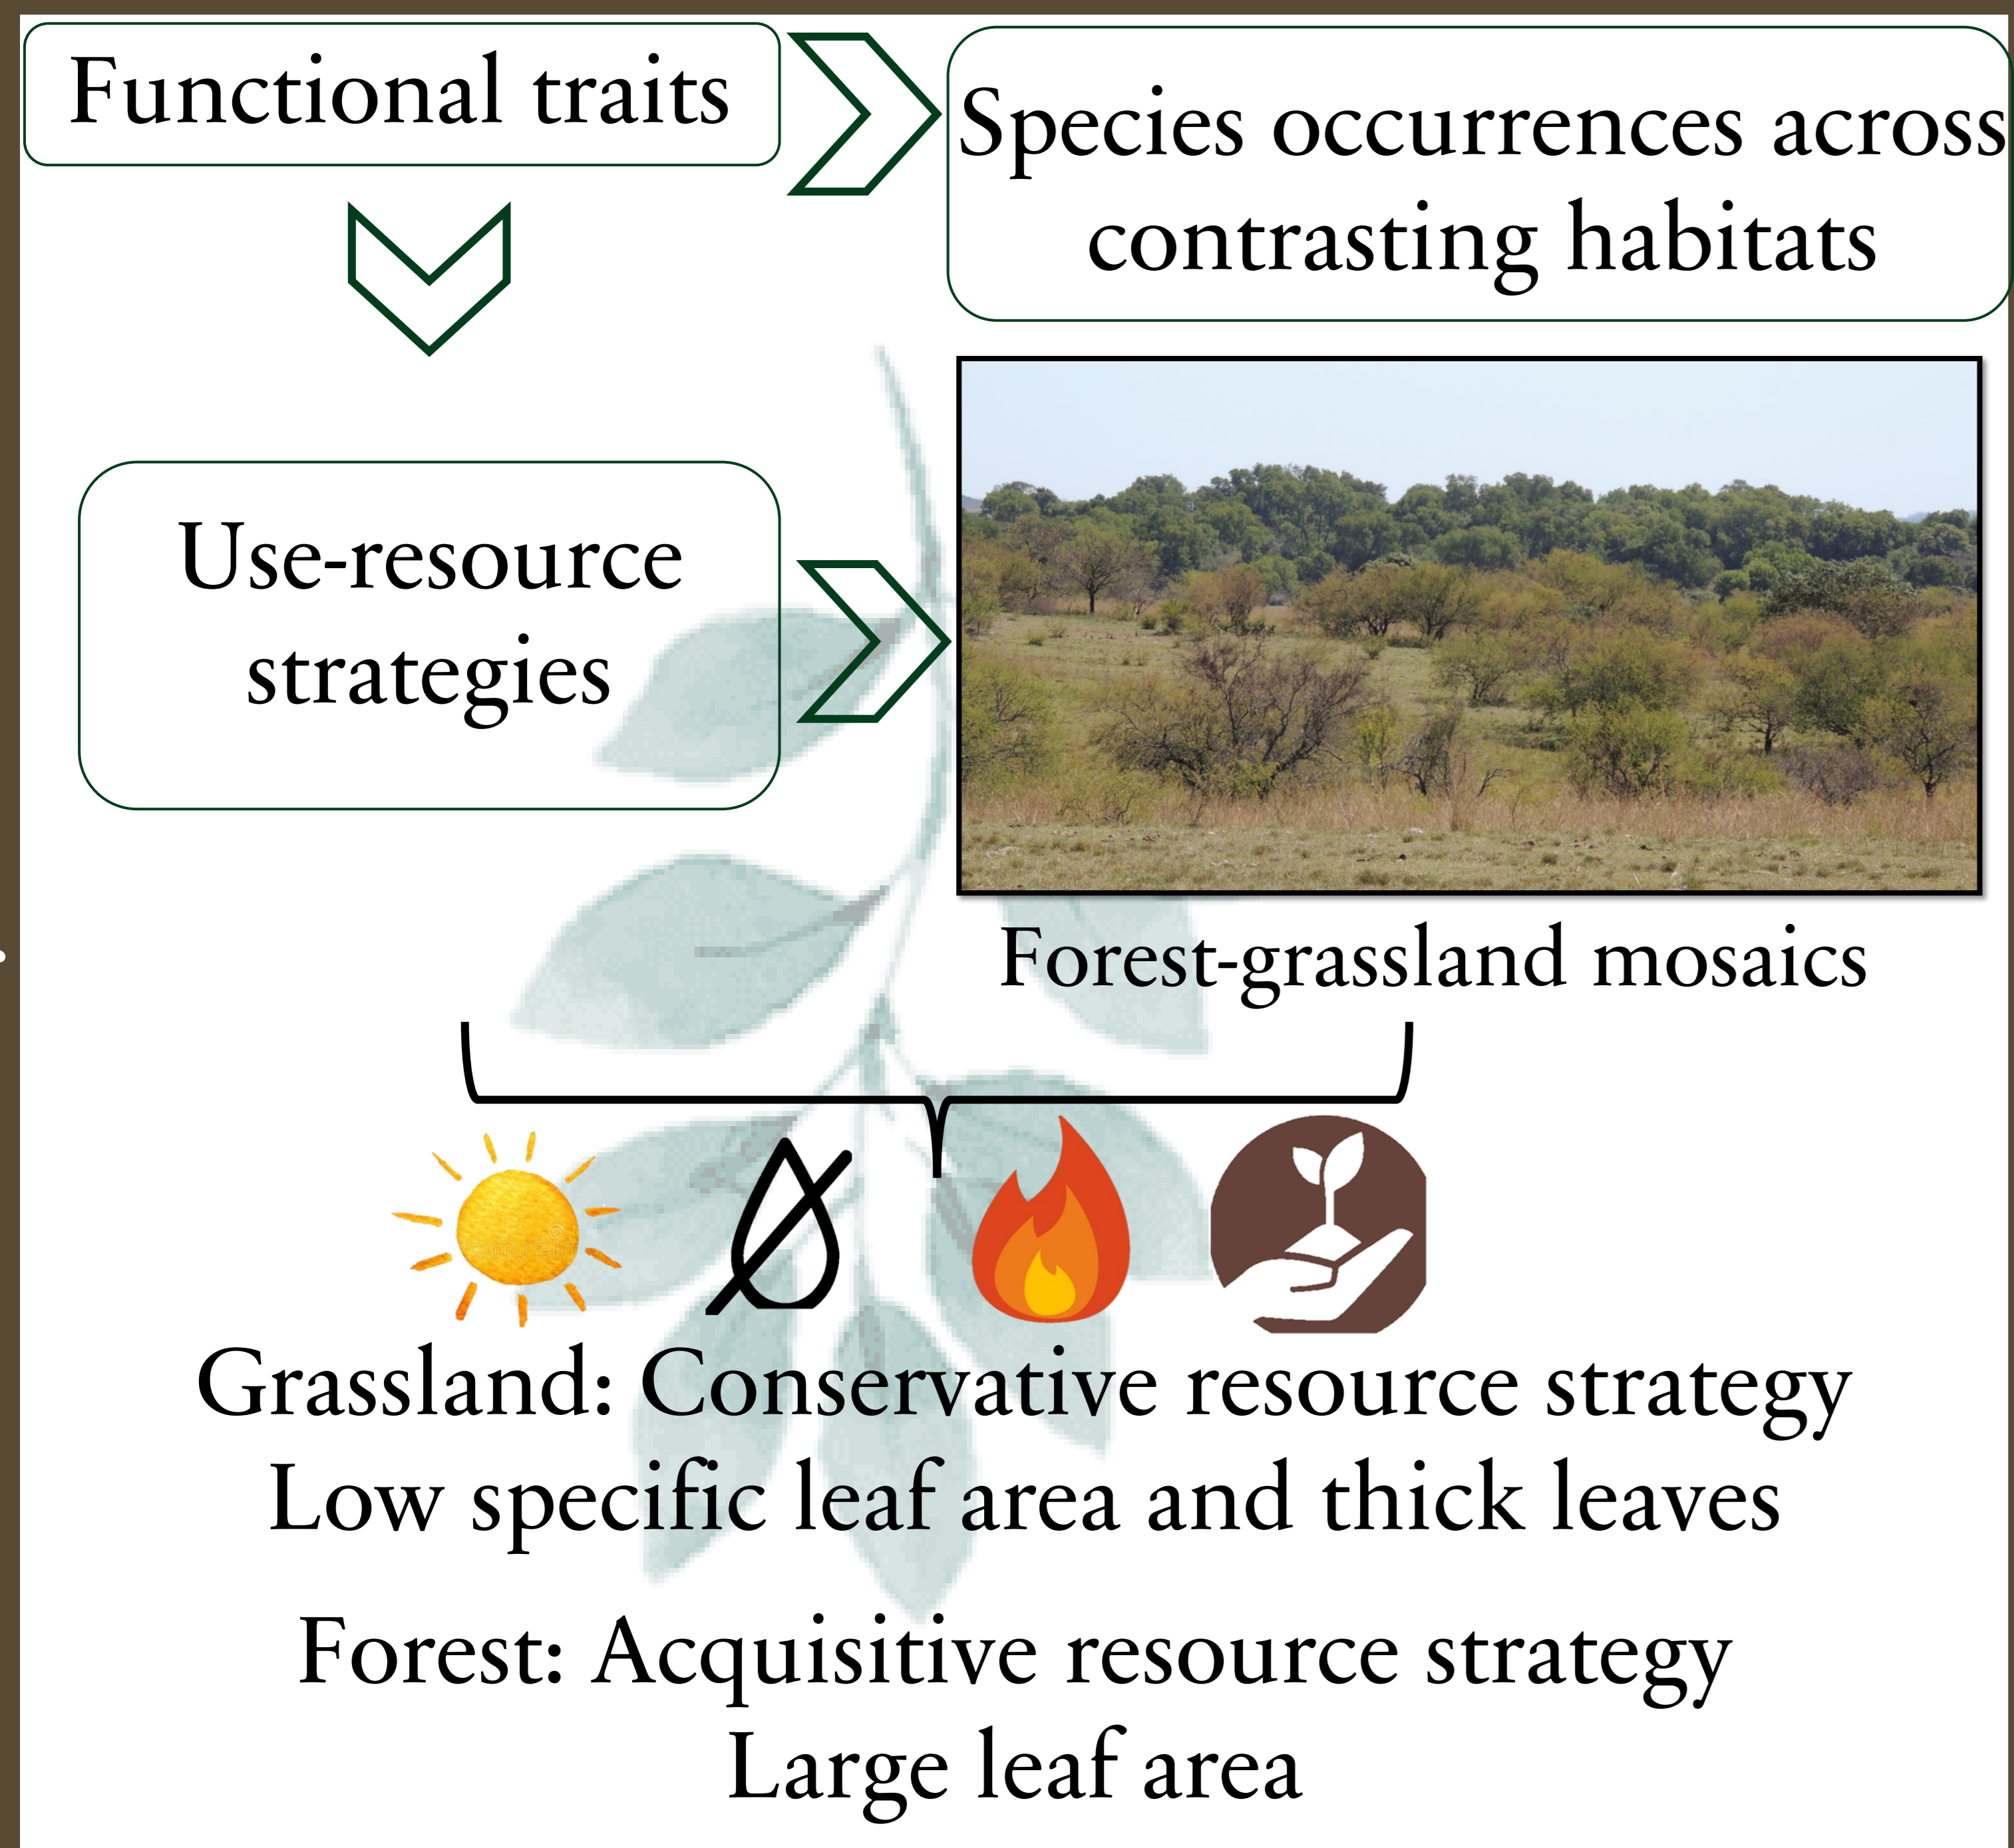 Functional traits
Species occurrences across
contrasting habitats
Use-resource
strategies
Forest-grassland mosaics
Grassland: Conservative resource strategy
Low specific leaf area and thick leaves
Forest: Acquisitive resource strategy
Large leaf area